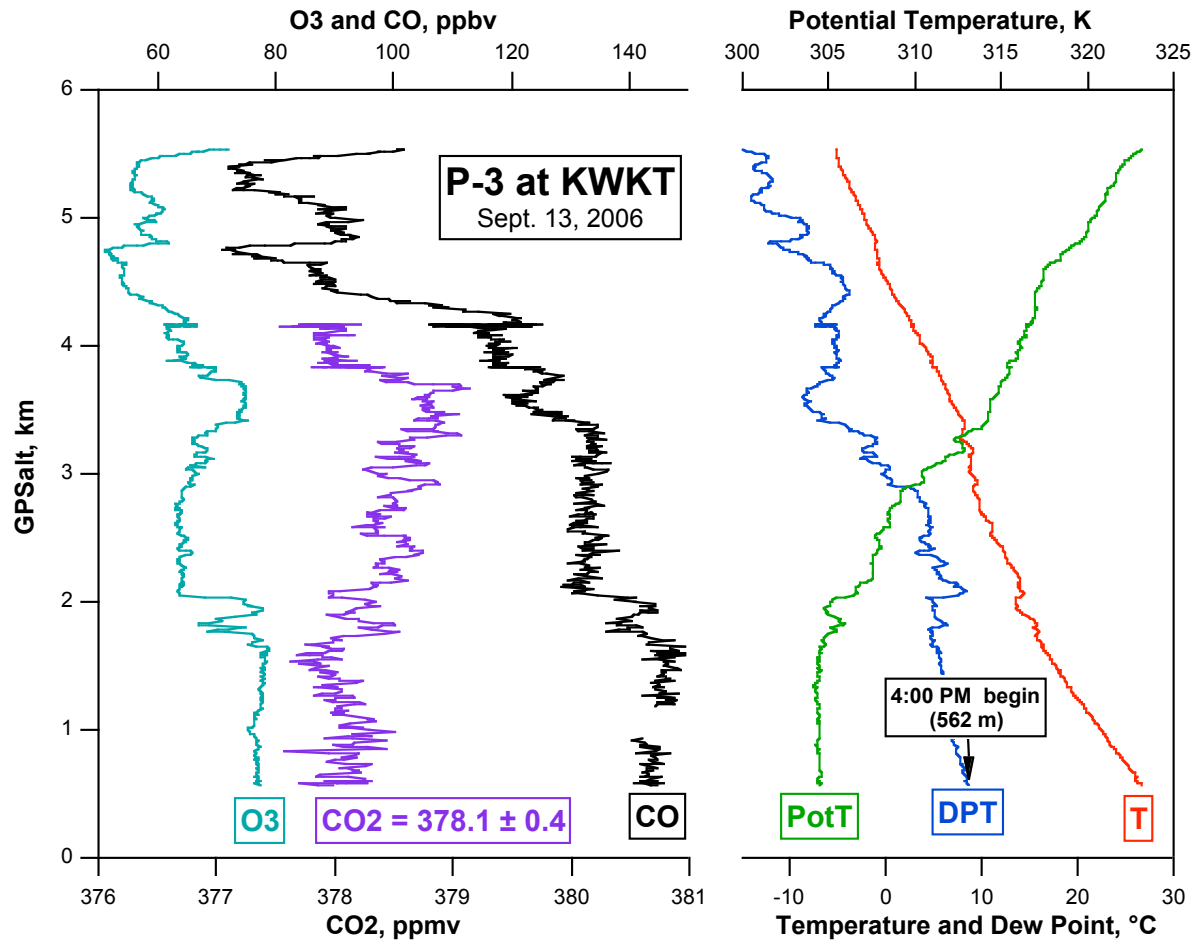 O3 and CO, ppbv
Potential Temperature, K
60 80 100 120 140
300 305 310 315 320 325
6
5
4
3
2
1
0
GPSalt, km
P-3 at KWKT
Sept. 13, 2006
4:00 PM begin
(562 m)
O3
CO2 = 378.1 ± 0.4
CO
PotT
DPT
T
376 377 378 379 380 381
-10 0 10 20 30
CO2, ppmv
Temperature and Dew Point, °C